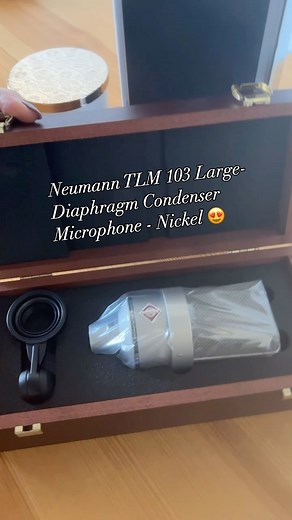 Neumann TLM 103 Large-
Diaphragm Condenser
Microphone - Nickel 😍